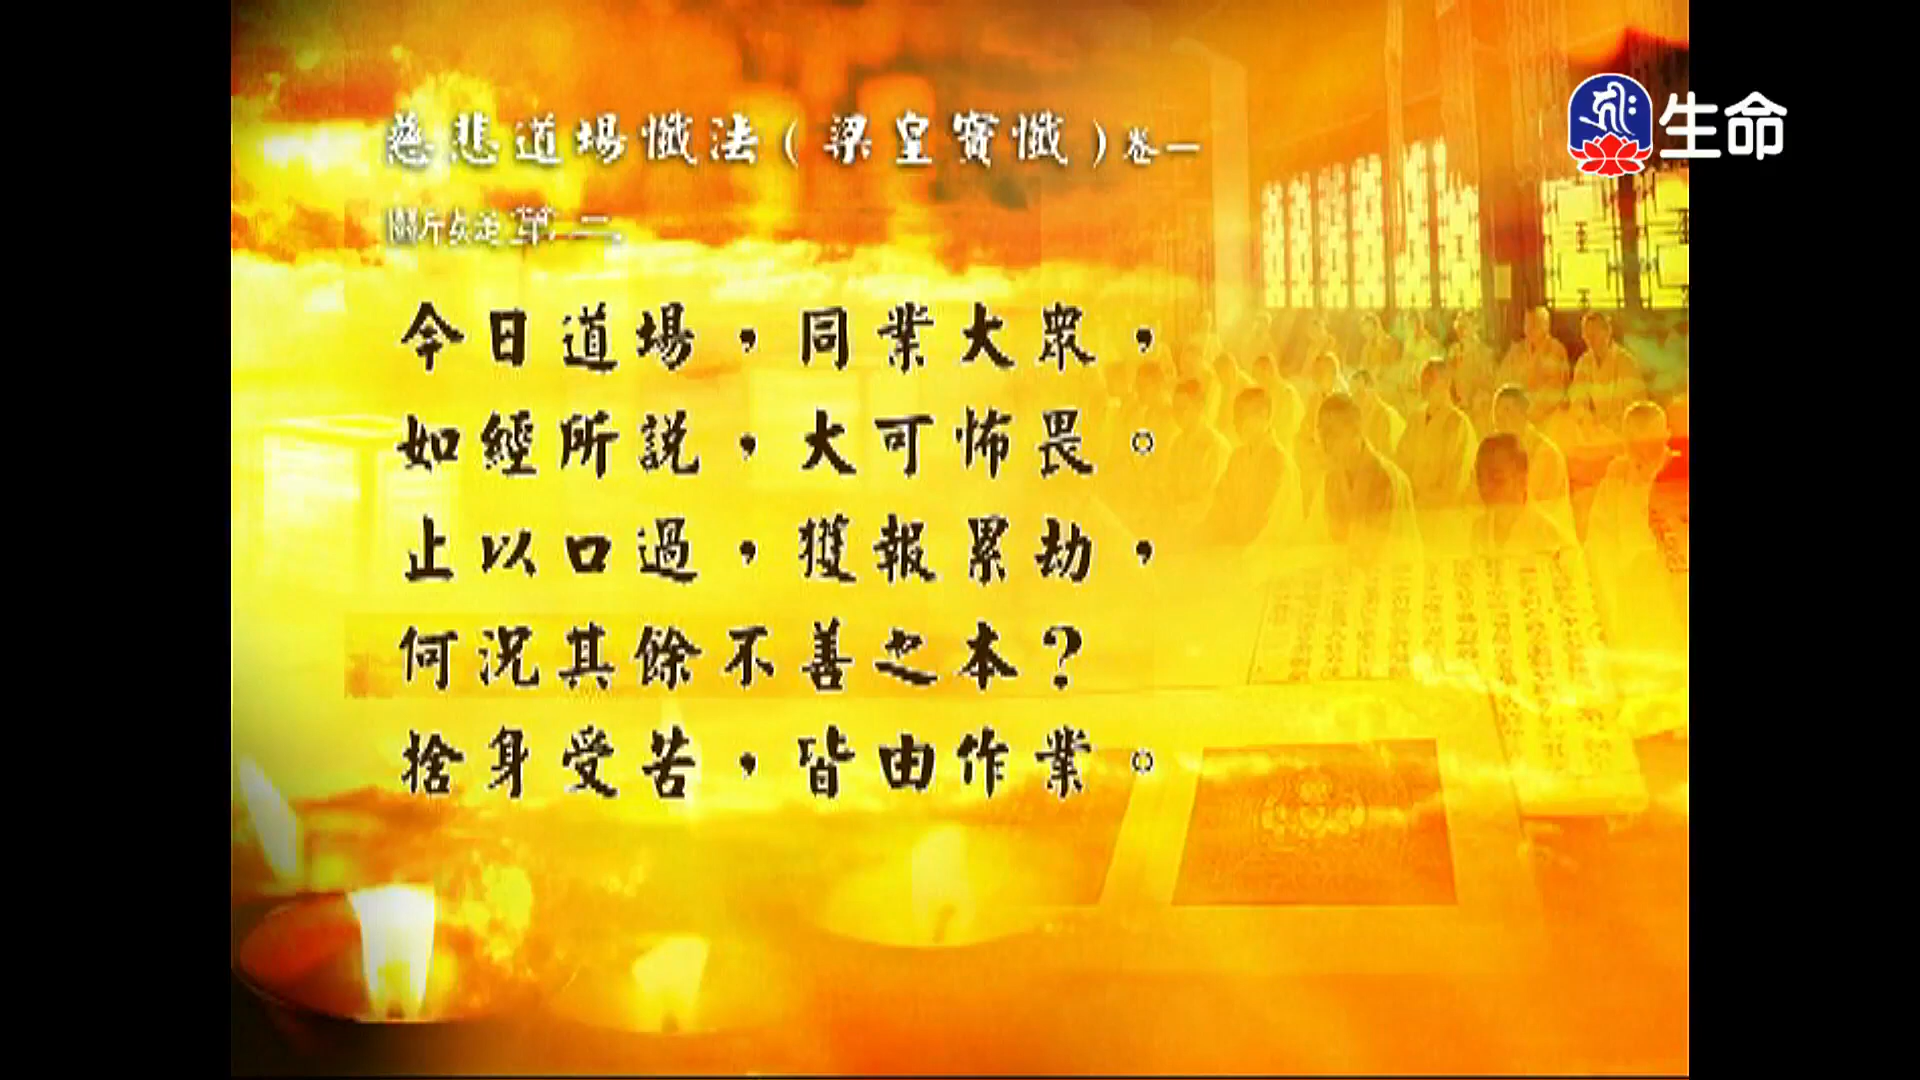 慈悲道場懺法(梁皇寶懺)卷一
生命
斷疑第二
今日道場，同業大眾，
如經所說，大可怖畏。
止以口過，獲報累劫，
何況其餘不善之本？
捨身受苦，皆由作業。